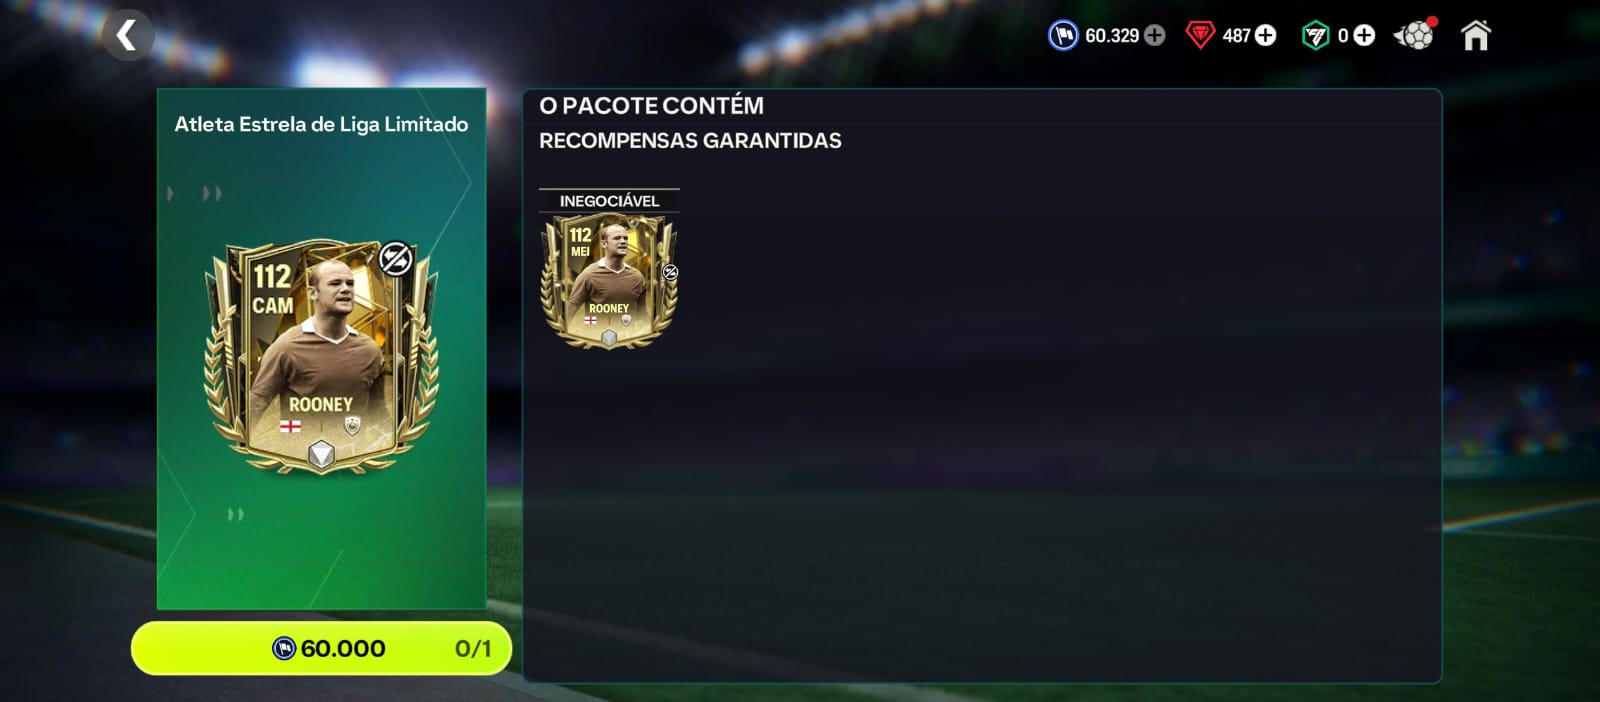 60.329
487
0
Atleta Estrela de Liga Limitado
112
CAM
ROONEY
60.000
0/1
O PACOTE CONTÉM
RECOMPENSAS GARANTIDAS
INEGOCIÁVEL
112
MEI
ROONEY